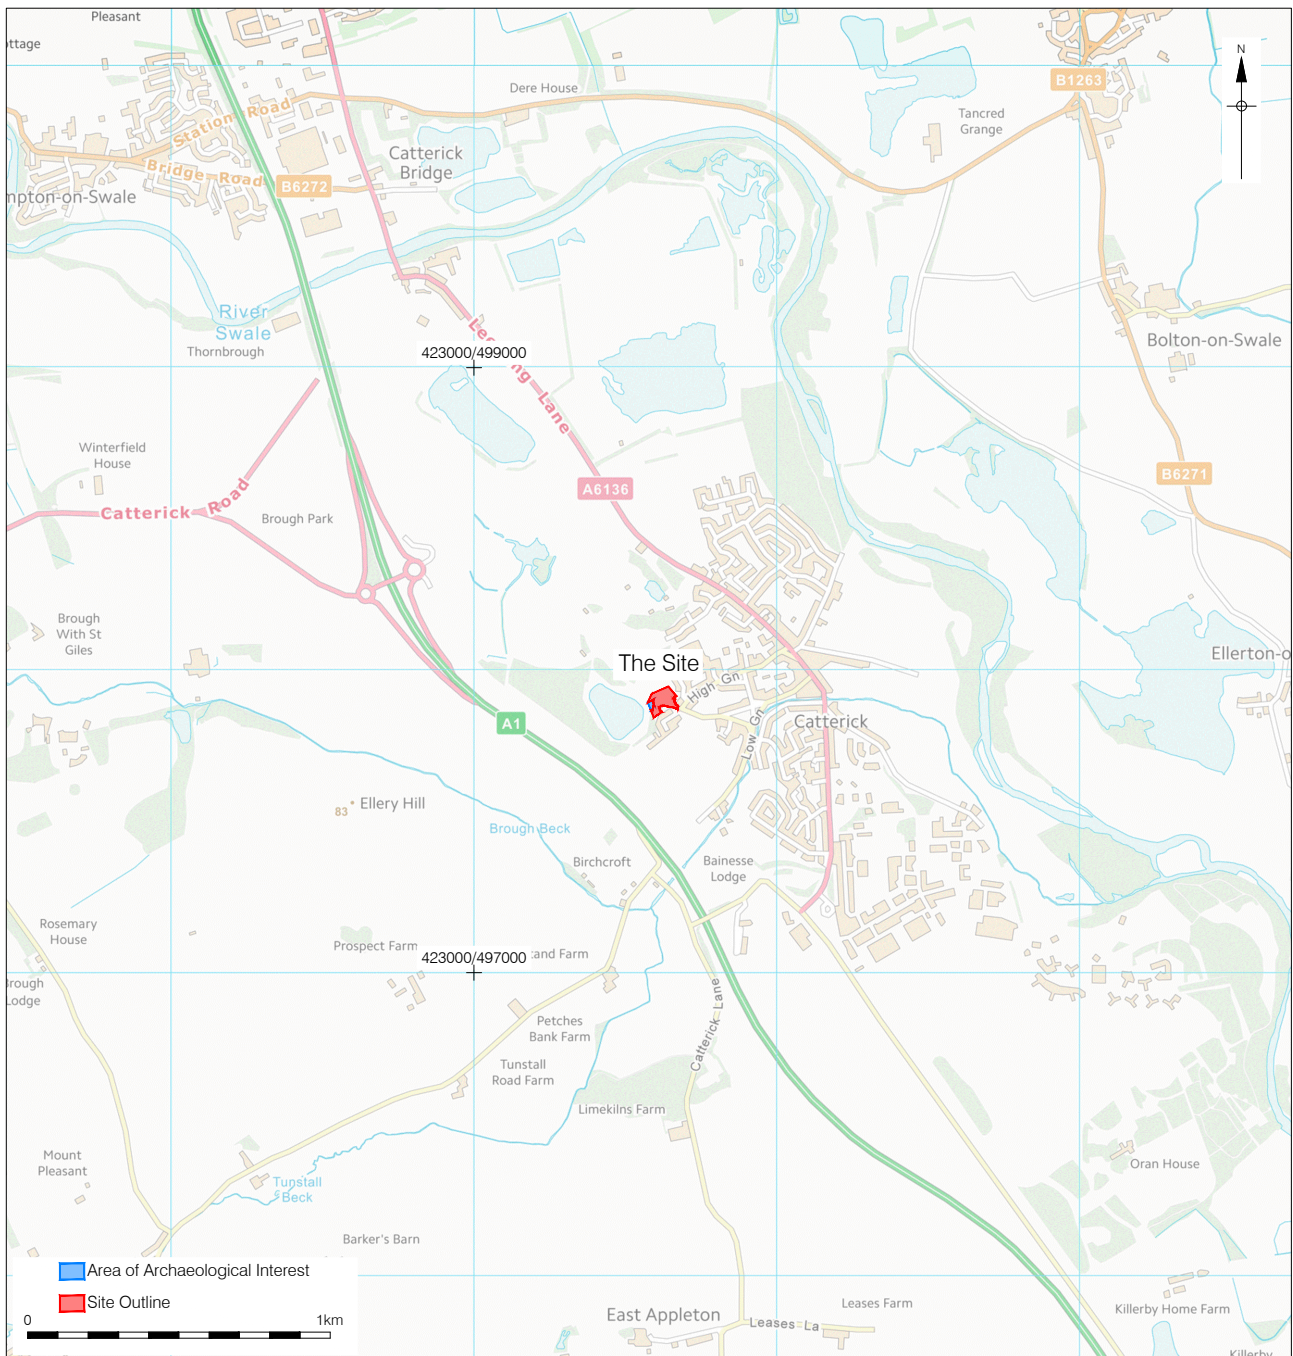 Pleasant
ottage
N
B1263
Dere House
Tancred
Grange
Station Road
Bridge Road
B6272
Catterick
Bridge
mpton-on-Swale
River
Swale
Thornbrough
Bolton-on-Swale
423000/499000
Lane
Winterfield
House
Catterick Road
Brough Park
A6136
B6271
Brough
With St
Giles
The Site
High Gn
Ellerton-o
A1
Low Gn
Catterick
83
Ellery Hill
Brough Beck
Birchcroft
Bainesse
Lodge
Rosemary
House
Prospect Farm
and Farm
423000/497000
Brough
Lodge
Catterick Lane
Petches
Bank Farm
Tunstall
Road Farm
Limekilns Farm
Mount
Pleasant
Oran House
Tunstall
Beck
Barker's Barn
Area of Archaeological Interest
Site Outline
0
1km
East Appleton
Leases Farm
Leases La
Killerby Home Farm
Killerby